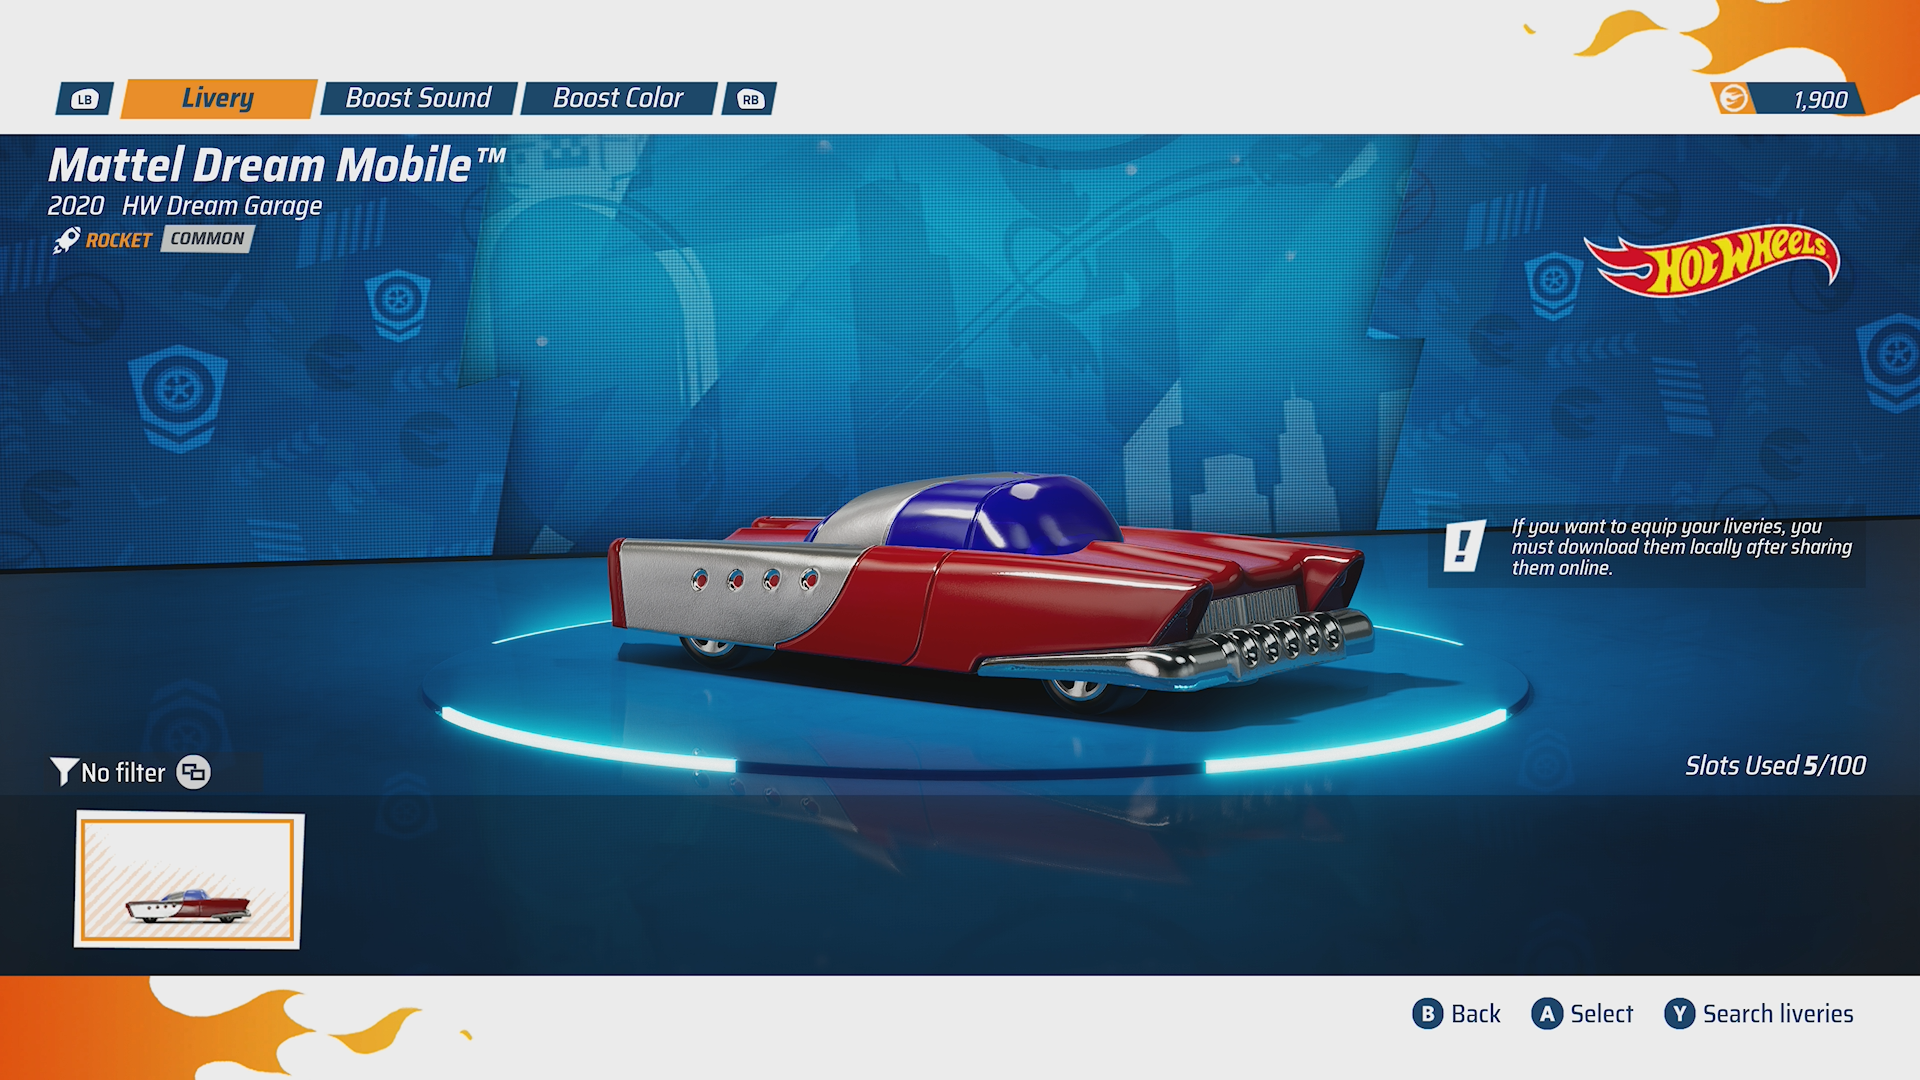 LB Livery Boost Sound Boost Color RB
1,900
Mattel Dream Mobile™
2020 HW Dream Garage
ROCKET COMMON
HOT WHEELS
If you want to equip your liveries, you
must download them locally after sharing
them online.
No filter
Slots Used 5/100
B Back A Select Y Search liveries